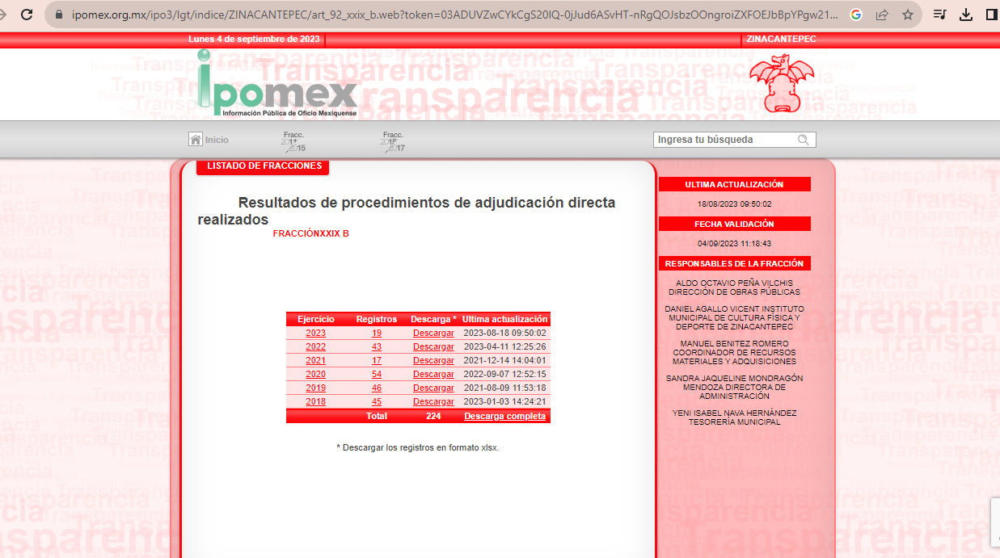 ipomex.org.mx/ipo3/lgt/indice/ZINACANTEPEC/art_92_xxix_b.web?token=03ADUVZwCYkCgS20IQ-0jJud6ASvHT-nRgQOJsbzOOngroiZXFOEJbBpYPgw21...
Lunes 4 de septiembre de 2023
ZINACANTEPEC
Transparencia
ipomex
Información Pública de Oficio Mexiquense
Inicio
Fracc.
Fracc.
Ingresa tu búsqueda
LISTADO DE FRACCIONES
Resultados de procedimientos de adjudicación directa
realizados
FRACCIÓNXXIX B
Ejercicio Registros Descarga * Ultima actualización
2023 19 Descargar 2023-08-18 09:50:02
2022 43 Descargar 2023-04-11 12:25:26
2021 17 Descargar 2021-12-14 14:04:01
2020 54 Descargar 2022-09-07 12:52:15
2019 46 Descargar 2021-08-09 11:53:18
2018 45 Descargar 2023-01-03 14:24:21
Total 224 Descarga completa
* Descargar los registros en formato xlsx.
ULTIMA ACTUALIZACIÓN
18/08/2023 09:50:02
FECHA VALIDACIÓN
04/09/2023 11:18:43
RESPONSABLES DE LA FRACCIÓN
ALDO OCTAVIO PEÑA VILCHIS
DIRECCIÓN DE OBRAS PÚBLICAS
DANIEL AGALLO VICENT INSTITUTO
MUNICIPAL DE CULTURA FÍSICA Y
DEPORTE DE ZINACANTEPEC
MANUEL BENITEZ ROMERO
COORDINADOR DE RECURSOS
MATERIALES Y ADQUISICIONES
SANDRA JAQUELINE MONDRAGÓN
MENDOZA DIRECTORA DE
ADMINISTRACIÓN
YENI ISABEL NAVA HERNÁNDEZ
TESORERÍA MUNICIPAL